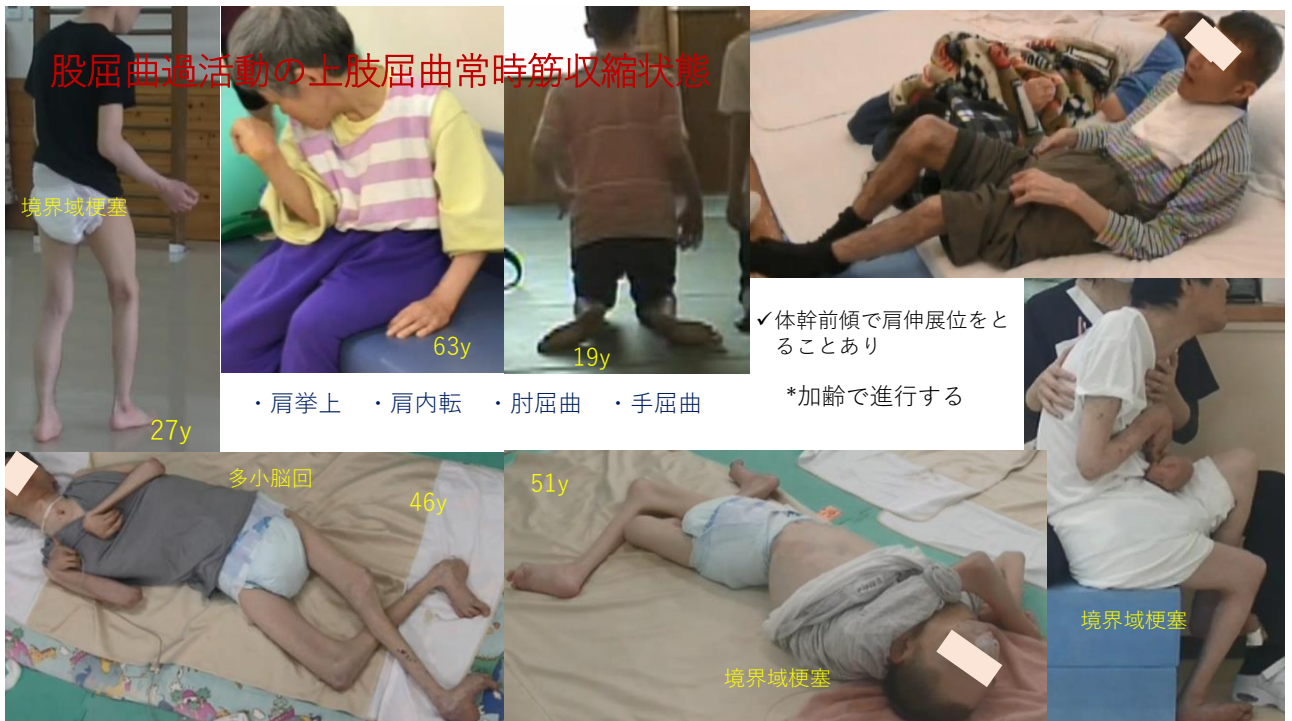 股屈曲過活動の上肢屈曲常時筋収縮状態
境界域梗塞
27y
63y
19y
✓体幹前傾で肩伸展位をと
ることあり
*加齢で進行する
・肩挙上　・肩内転　・肘屈曲　・手屈曲
多小脳回
46y
51y
境界域梗塞
境界域梗塞